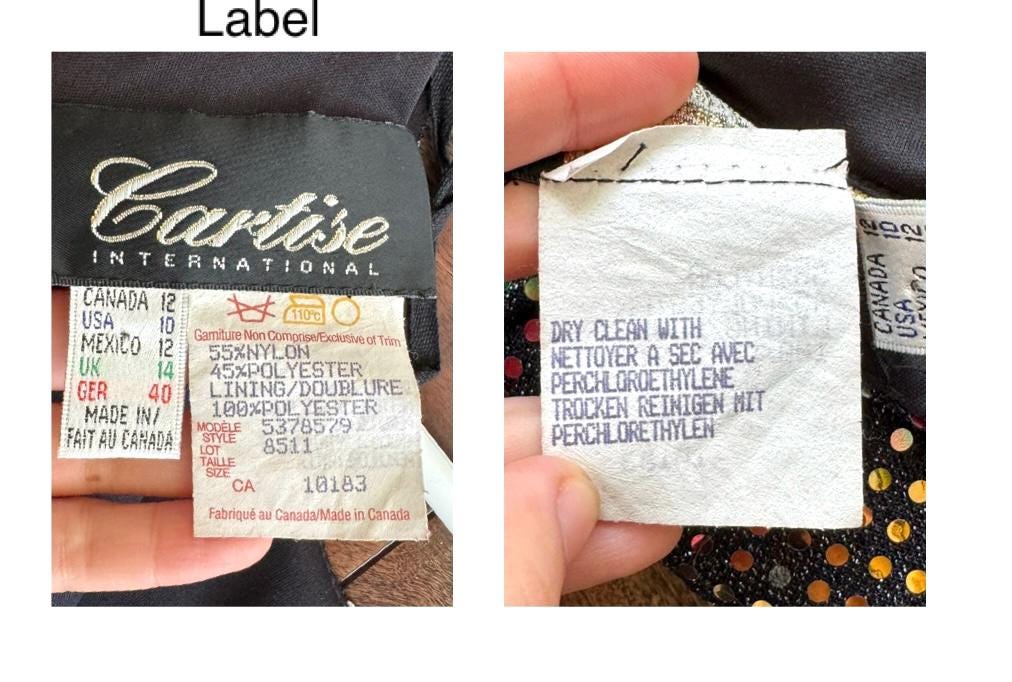 Label
Cartise
INTERNATIONAL
CANADA 12
USA 10
MEXICO 12
UK 14
GER 40
MADE IN/
FAIT AU CANADA
110°C
Garniture Non Comprise/Exclusive of Trim
55%NYLON
45%POLYESTER
LINING/DOUBLURE
100%POLYESTER
MODÈLE 5378579
STYLE
LOT 8511
TAILLE
SIZE
CA 10183
Fabriqué au Canada/Made in Canada
DRY CLEAN WITH
NETTOYER A SEC AVEC
PERCHLOROETHYLENE
TROCKEN REINIGEN MIT
PERCHLORETHYLEN
CANADA 12
USA 10
MEXICO 12